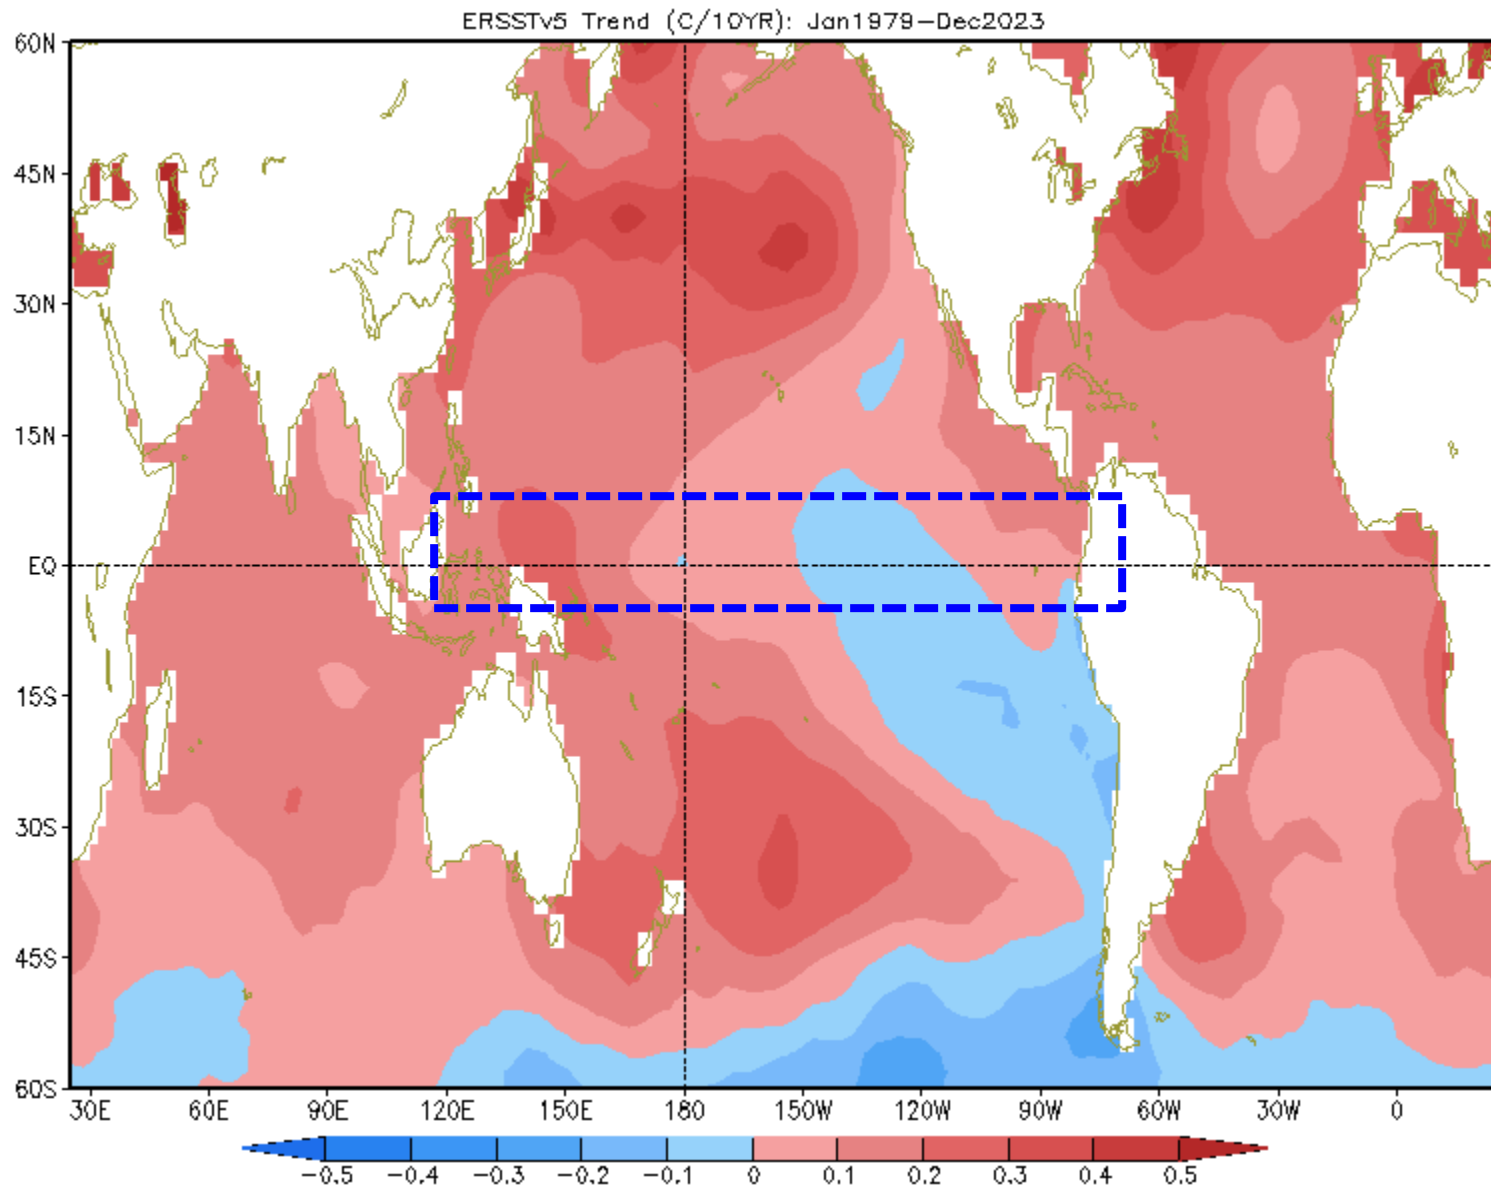 ERSSTv5 Trend (C/10YR): Jan1979-Dec2023
60N
45N
30N
15N
EQ
15S
30S
45S
60S
30E 60E 90E 120E 150E 180 150W 120W 90W 60W 30W 0
-0.5 -0.4 -0.3 -0.2 -0.1 0 0.1 0.2 0.3 0.4 0.5